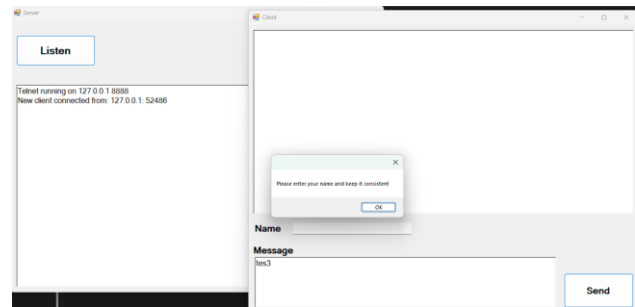 Server
Listen
Telnet running on 127.0.0.1 8888
New client connected from: 127.0.0.1: 52486
Client
Please enter your name and keep it consistent
OK
Name
Message
tes3
Send